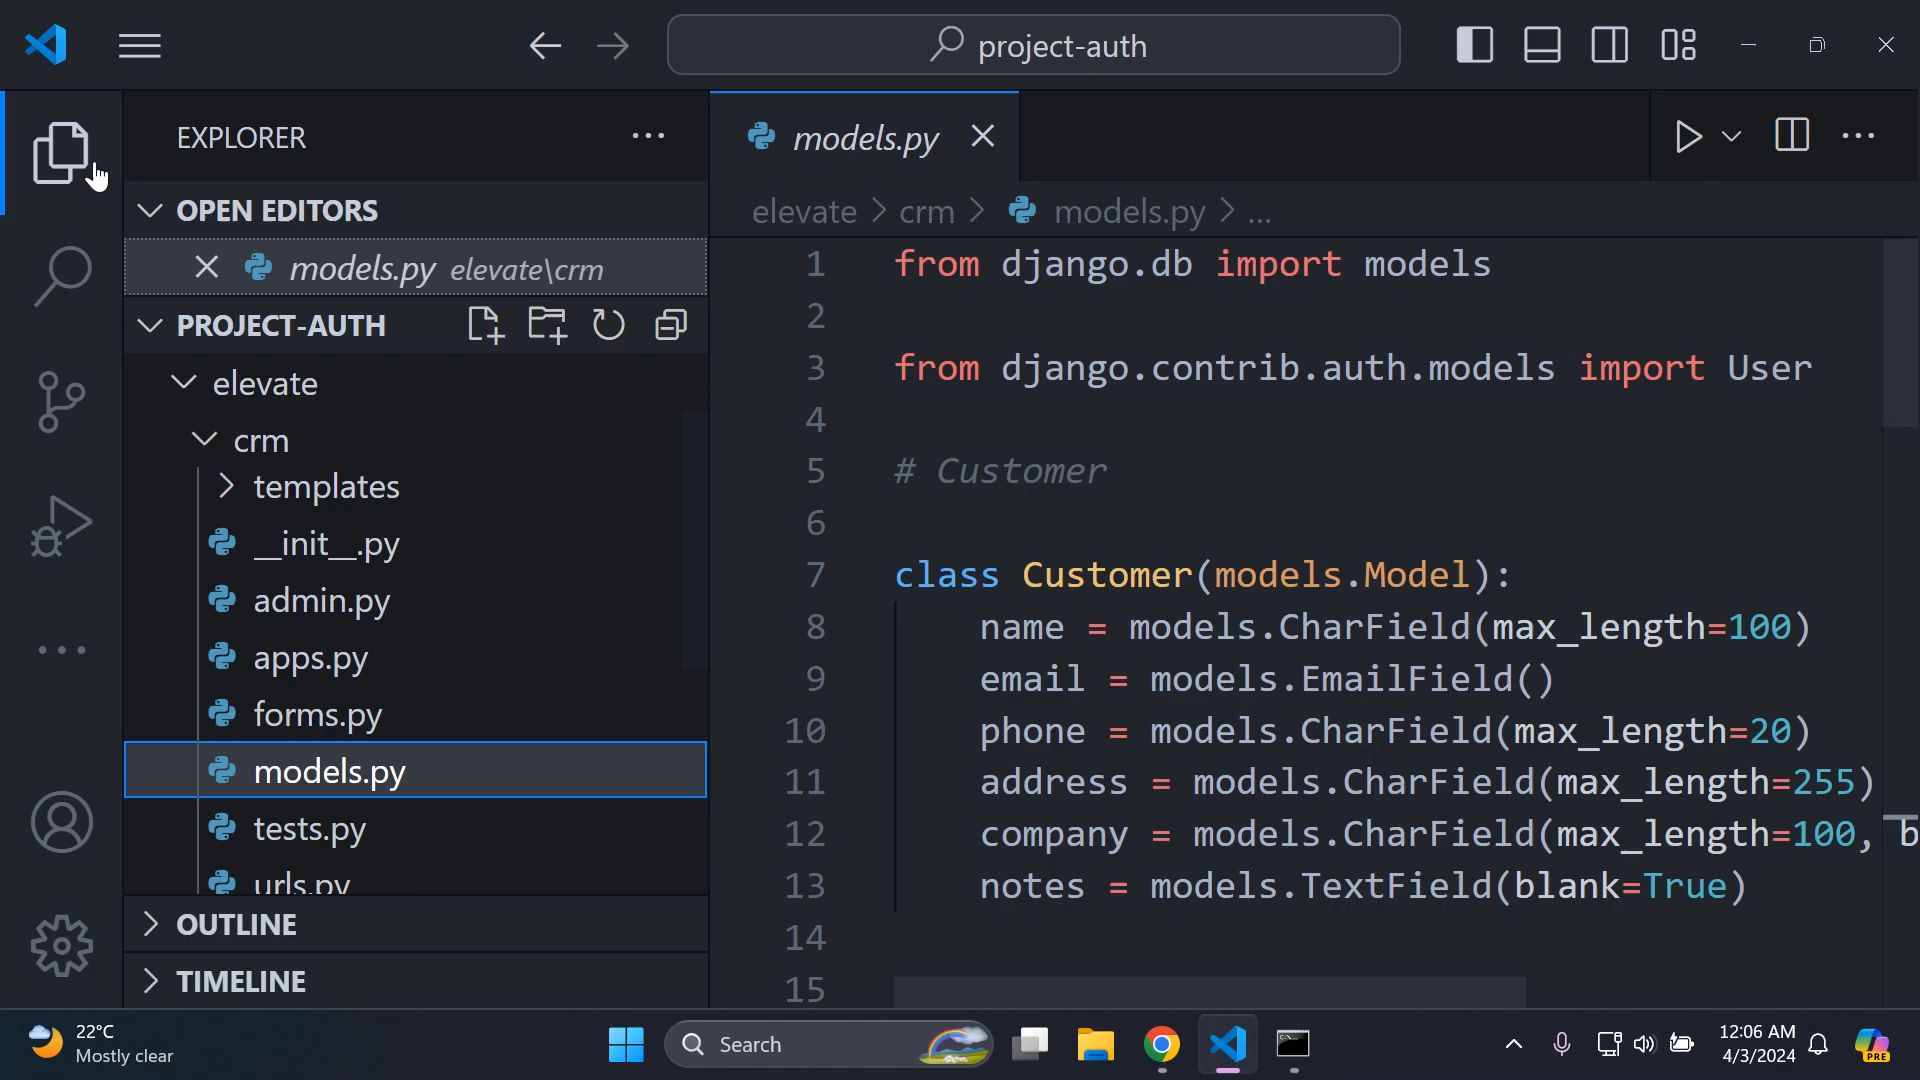 project-auth
EXPLORER
OPEN EDITORS
models.py elevate\crm
PROJECT-AUTH
elevate
crm
templates
__init__.py
admin.py
apps.py
forms.py
models.py
tests.py
urls.py
OUTLINE
TIMELINE
models.py
elevate > crm > models.py > ...
1 from django.db import models
2
3 from django.contrib.auth.models import User
4
5 # Customer
6
7 class Customer(models.Model):
8 name = models.CharField(max_length=100)
9 email = models.EmailField()
10 phone = models.CharField(max_length=20)
11 address = models.CharField(max_length=255)
12 company = models.CharField(max_length=100, b
13 notes = models.TextField(blank=True)
14
15
22°C
Mostly clear
Search
12:06 AM
4/3/2024
PRE